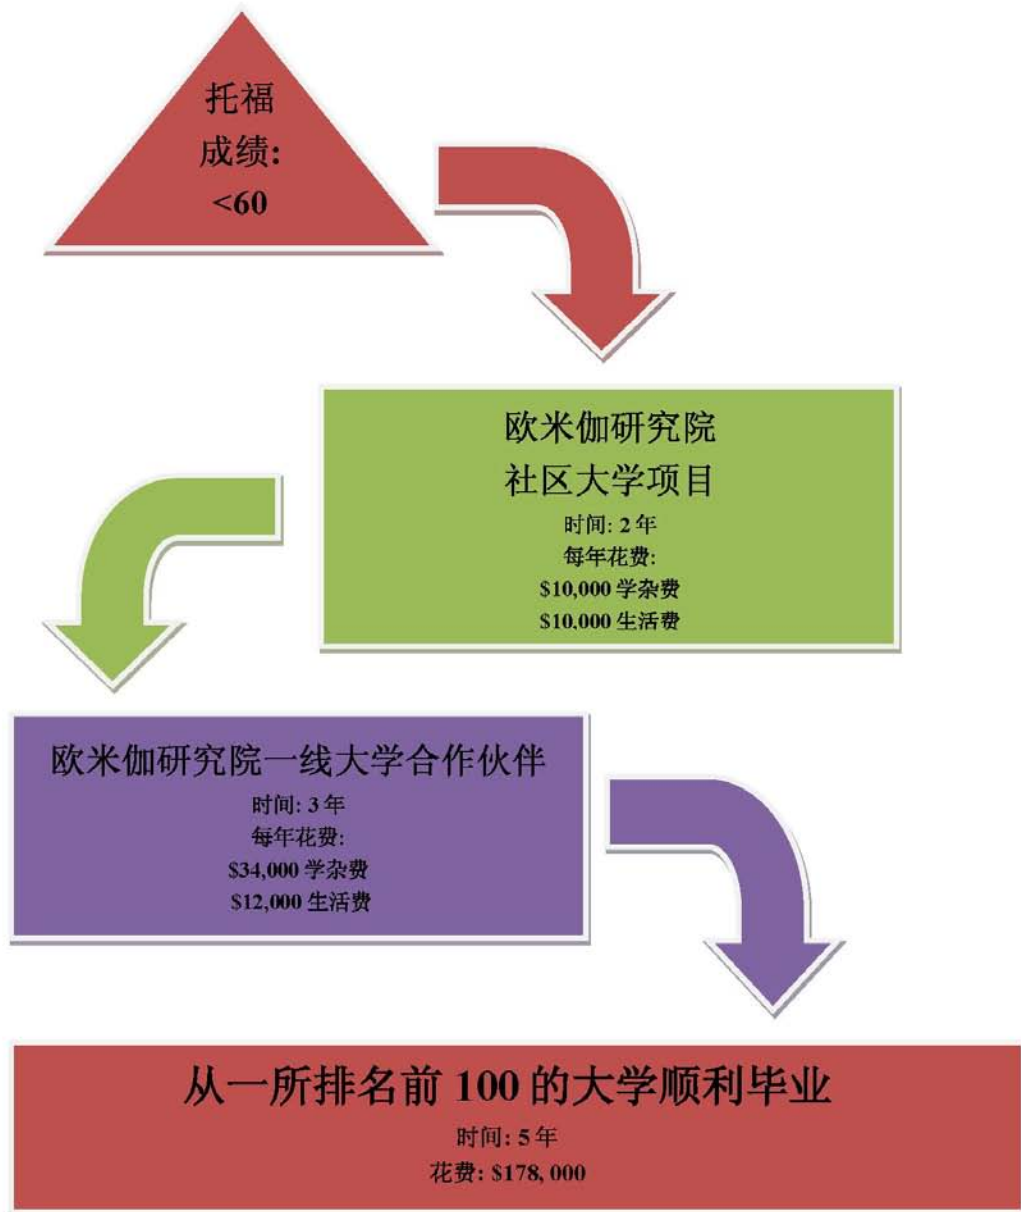 托福
成绩:
<60
欧米伽研究院
社区大学项目
时间: 2 年
每年花费:
$10,000 学杂费
$10,000 生活费
欧米伽研究院一线大学合作伙伴
时间: 3 年
每年花费:
$34,000 学杂费
$12,000 生活费
从一所排名前 100 的大学顺利毕业
时间: 5 年
花费: $178, 000